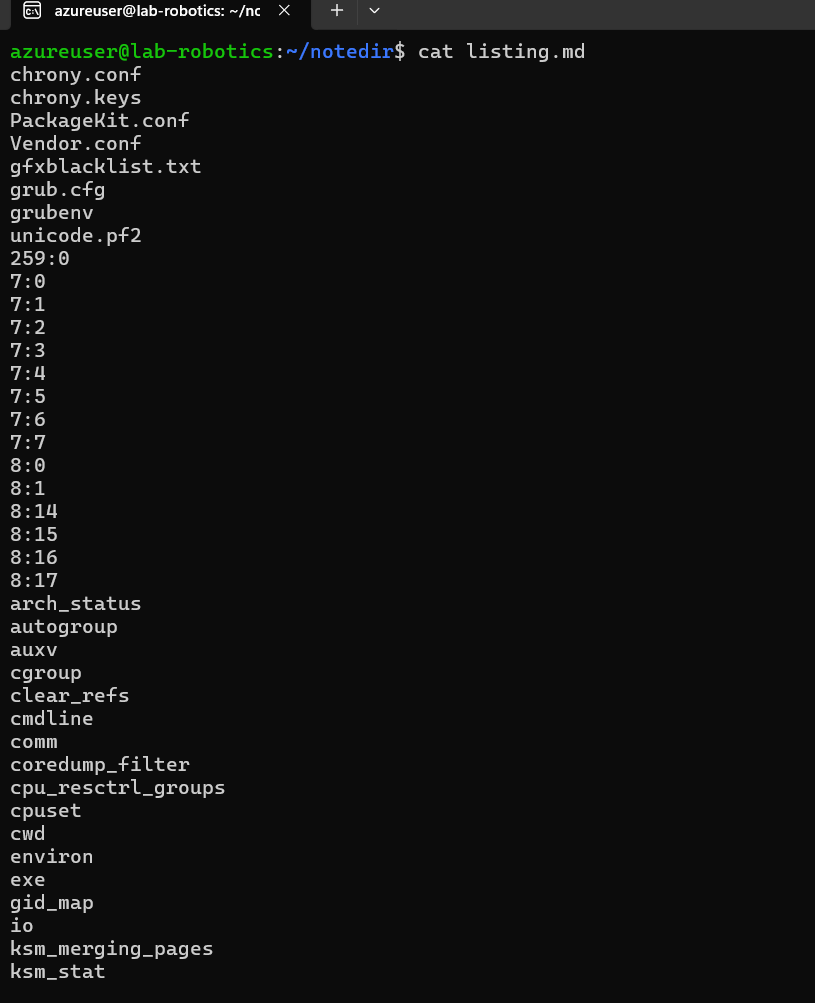 azureuser@lab-robotics: ~/nc
azureuser@lab-robotics:~/notedir$ cat listing.md
chrony.conf
chrony.keys
PackageKit.conf
Vendor.conf
gfxblacklist.txt
grub.cfg
grubenv
unicode.pf2
259:0
7:0
7:1
7:2
7:3
7:4
7:5
7:6
7:7
8:0
8:1
8:14
8:15
8:16
8:17
arch_status
autogroup
auxv
cgroup
clear_refs
cmdline
comm
coredump_filter
cpu_resctrl_groups
cpuset
cwd
environ
exe
gid_map
io
ksm_merging_pages
ksm_stat